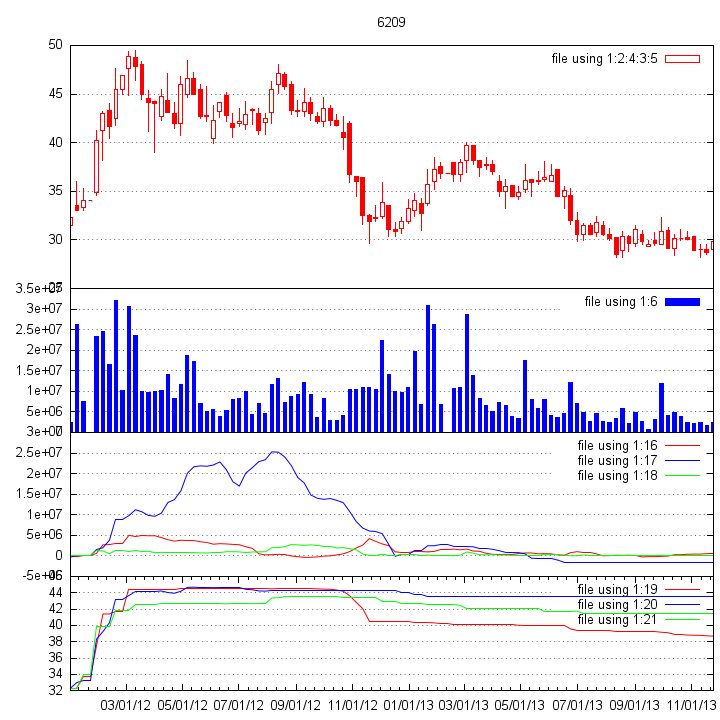 6209
50
file using 1:2:4:3:5
45
40
35
30
3.5e+07
file using 1:6
3e+07
2.5e+07
2e+07
1.5e+07
1e+07
5e+06
file using 1:16
file using 1:17
file using 1:18
2.5e+07
2e+07
1.5e+07
1e+07
5e+06
0
-5e+06
file using 1:19
file using 1:20
file using 1:21
44
42
40
38
36
34
32
03/01/12 05/01/12 07/01/12 09/01/12 11/01/12 01/01/13 03/01/13 05/01/13 07/01/13 09/01/13 11/01/13